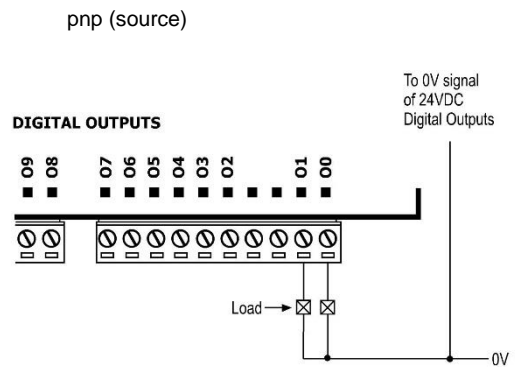 pnp (source)
To 0V signal
of 24VDC
Digital Outputs
DIGITAL OUTPUTS
O9 O8 O7 O6 O5 O4 O3 O2 O1 O0
Load
0V